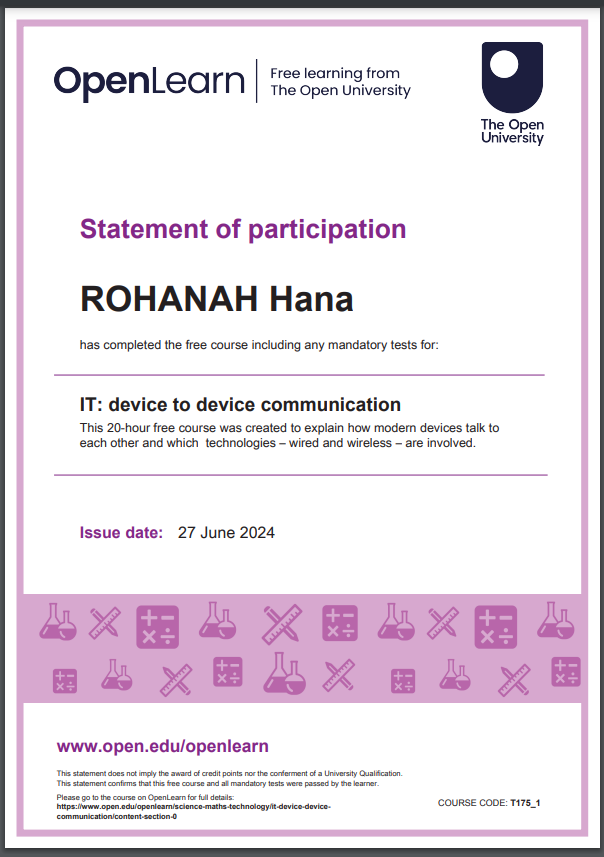 OpenLearn
Free learning from
The Open University
The Open
University
Statement of participation
ROHANAH Hana
has completed the free course including any mandatory tests for:
IT: device to device communication
This 20-hour free course was created to explain how modern devices talk to
each other and which  technologies – wired and wireless – are involved.
Issue date: 27 June 2024
www.open.edu/openlearn
This statement does not imply the award of credit points nor the conferment of a University Qualification.
This statement confirms that this free course and all mandatory tests were passed by the learner.
Please go to the course on OpenLearn for full details:
https://www.open.edu/openlearn/science-maths-technology/it-device-device-
communication/content-section-0
COURSE CODE: T175_1